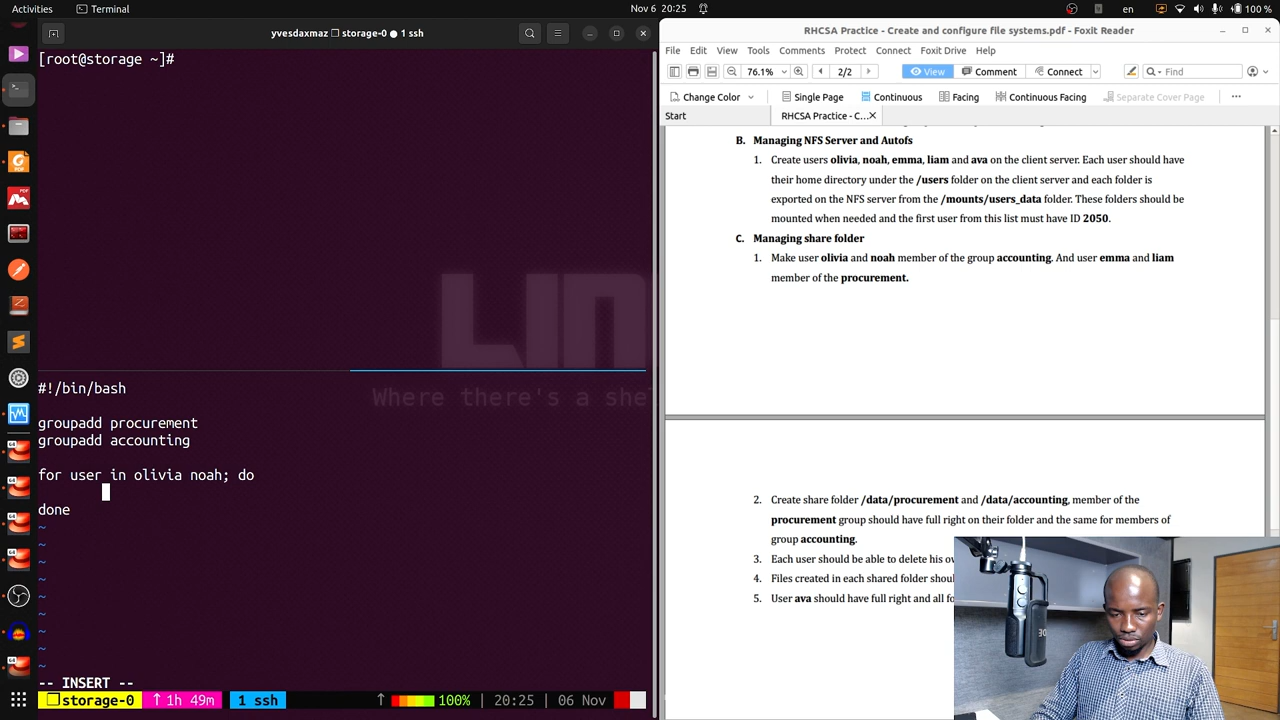 Activities
Terminal
Nov 6 20:25
100 %
yvesdaxmaz ❐ storage-0 ● 1 ssh
[root@storage ~]#
Where there's a she
#!/bin/bash
groupadd procurement
groupadd accounting
for user in olivia noah; do
done
~
~
~
~
~
~
~
~
~
-- INSERT --
❐ storage-0
↑ 1h 49m
1 ssh
↑
100% | 20:25 | 06 Nov
RHCSA Practice - Create and configure file systems.pdf - Foxit Reader
File Edit View Tools Comments Protect Connect Foxit Drive Help
76.1%
2/2
View
Comment
Connect
Find
Change Color
Single Page
Continuous
Facing
Continuous Facing
Separate Cover Page
Start
RHCSA Practice - C...
B. Managing NFS Server and Autofs
1. Create users olivia, noah, emma, liam and ava on the client server. Each user should have
their home directory under the /users folder on the client server and each folder is
exported on the NFS server from the /mounts/users_data folder. These folders should be
mounted when needed and the first user from this list must have ID 2050.
C. Managing share folder
1. Make user olivia and noah member of the group accounting. And user emma and liam
member of the procurement.
2. Create share folder /data/procurement and /data/accounting, member of the
procurement group should have full right on their folder and the same for members of
group accounting.
3. Each user should be able to delete his
4. Files created in each shared folder
5. User ava should have full right and all